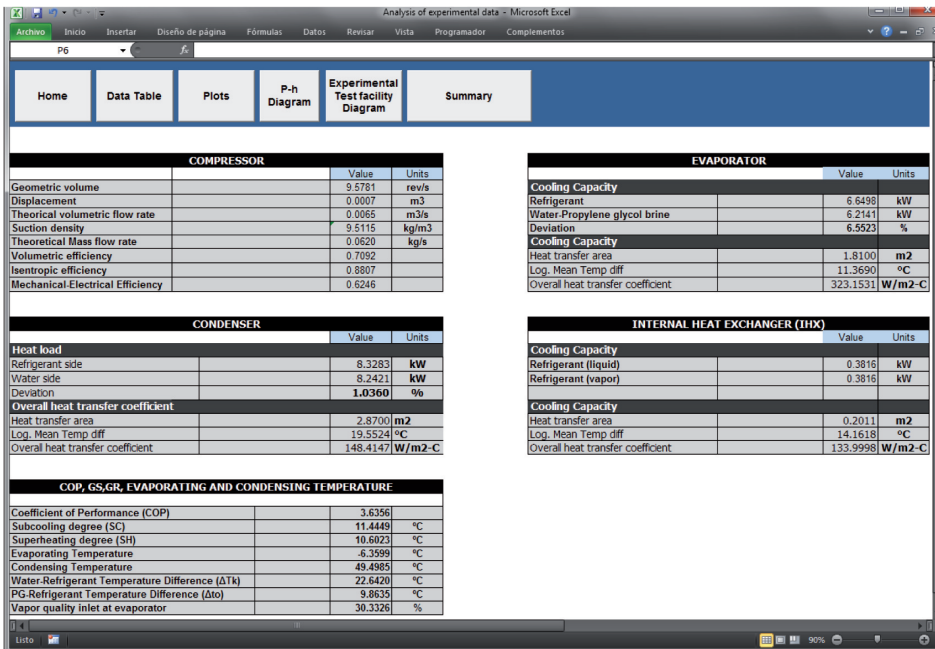 Analysis of experimental data - Microsoft Excel
Archivo Inicio Insertar Diseño de página Fórmulas Datos Revisar Vista Programador Complementos
P6 fx
Home Data Table Plots P-h Diagram Experimental Test facility Diagram Summary
COMPRESSOR
Value Units
Geometric volume 9.5781 rev/s
Displacement 0.0007 m3
Theorical volumetric flow rate 0.0065 m3/s
Suction density 9.5115 kg/m3
Theoretical Mass flow rate 0.0620 kg/s
Volumetric efficiency 0.7092
Isentropic efficiency 0.8807
Mechanical-Electrical Efficiency 0.6246
EVAPORATOR
Value Units
Cooling Capacity
Refrigerant 6.6498 kW
Water-Propylene glycol brine 6.2141 kW
Deviation 6.5523 %
Cooling Capacity
Heat transfer area 1.8100 m2
Log. Mean Temp diff 11.3690 ºC
Overall heat transfer coefficient 323.1531 W/m2-C
CONDENSER
Value Units
Heat load
Refrigerant side 8.3283 kW
Water side 8.2421 kW
Deviation 1.0360 %
Overall heat transfer coefficient
Heat transfer area 2.8700 m2
Log. Mean Temp diff 19.5524 ºC
Overall heat transfer coefficient 148.4147 W/m2-C
INTERNAL HEAT EXCHANGER (IHX)
Value Units
Cooling Capacity
Refrigerant (liquid) 0.3816 kW
Refrigerant (vapor) 0.3816 kW
Cooling Capacity
Heat transfer area 0.2011 m2
Log. Mean Temp diff 14.1618 ºC
Overall heat transfer coefficient 133.9998 W/m2-C
COP, GS,GR, EVAPORATING AND CONDENSING TEMPERATURE
Coefficient of Performance (COP) 3.6356
Subcooling degree (SC) 11.4449 ºC
Superheating degree (SH) 10.6023 ºC
Evaporating Temperature -6.3599 ºC
Condensing Temperature 49.4985 ºC
Water-Refrigerant Temperature Difference (ΔTk) 22.6420 ºC
PG-Refrigerant Temperature Difference (Δto) 9.8635 ºC
Vapor quality inlet at evaporator 30.3326 %
Listo 90%